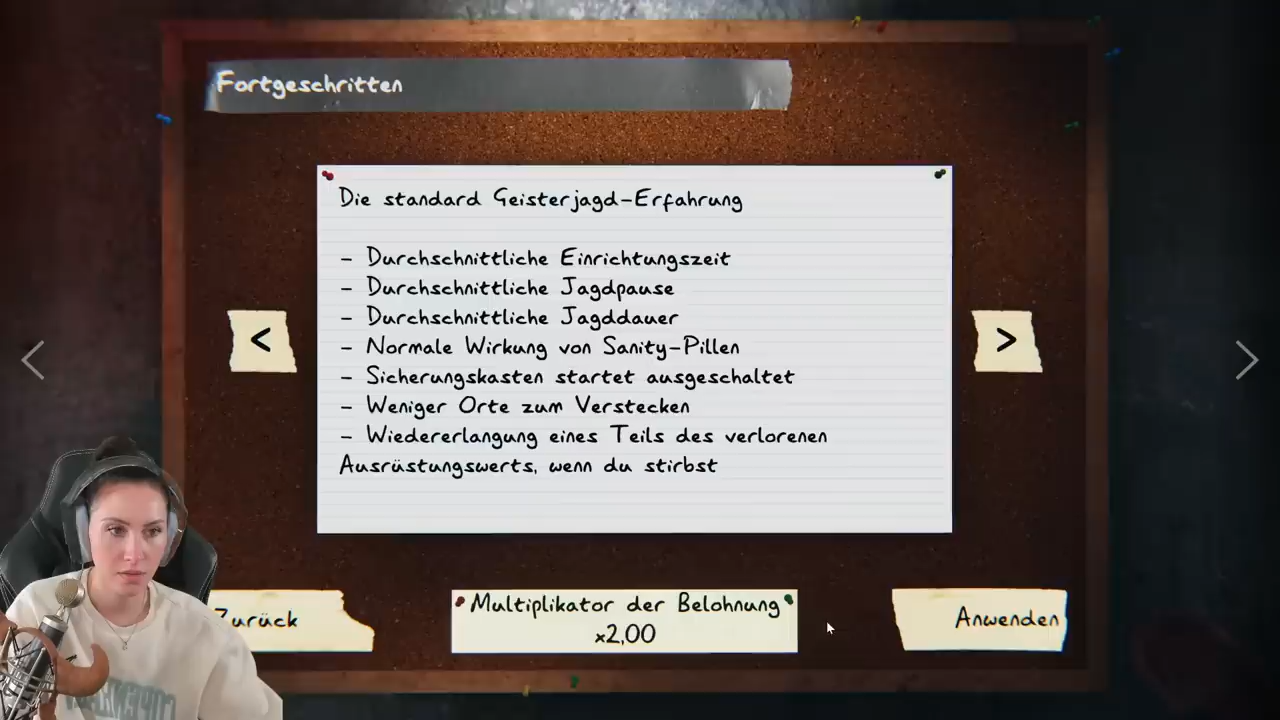 Fortgeschritten
Die standard Geisterjagd-Erfahrung
- Durchschnittliche Einrichtungszeit
- Durchschnittliche Jagdpause
- Durchschnittliche Jagddauer
- Normale Wirkung von Sanity-Pillen
- Sicherungskasten startet ausgeschaltet
- Weniger Orte zum Verstecken
- Wiedererlangung eines Teils des verlorenen
Ausrüstungswerts, wenn du stirbst
<
>
Zurück
Multiplikator der Belohnung
x2,00
Anwenden